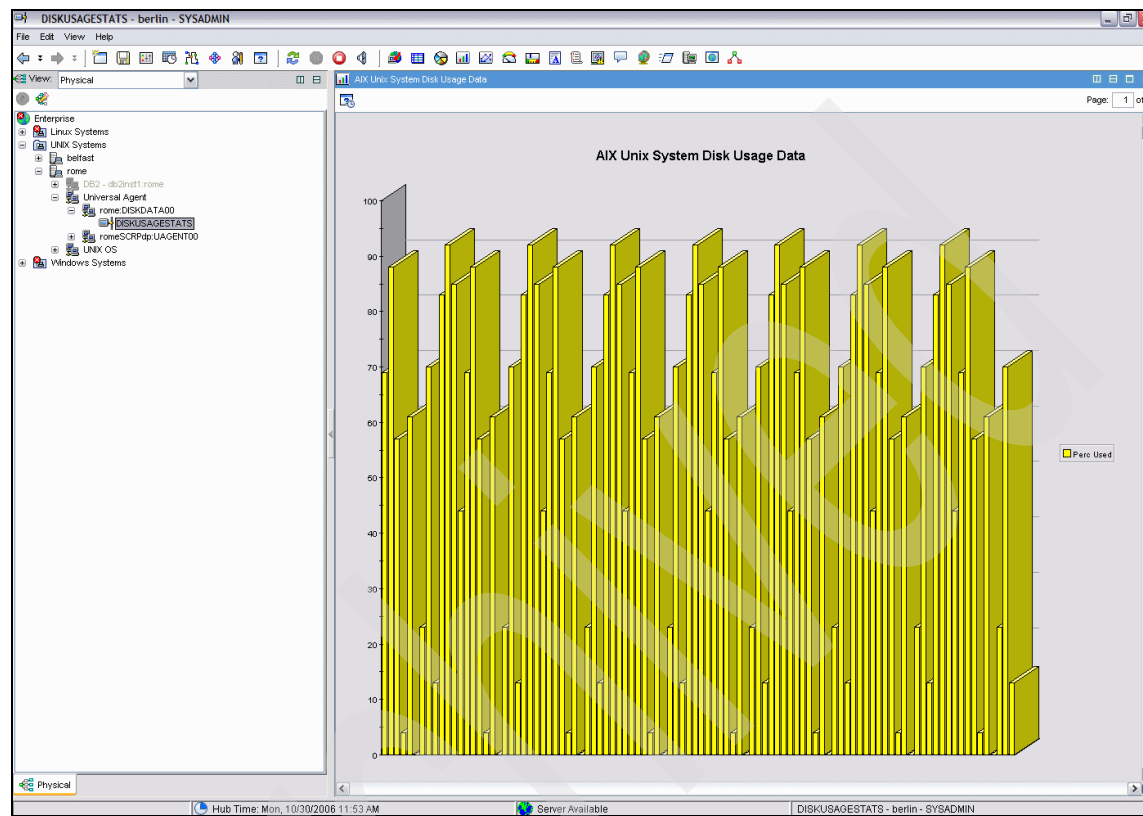 DISKUSAGESTATS - berlin - SYSADMIN
File Edit View Help
View: Physical
AIX Unix System Disk Usage Data
Page: 1 of
Enterprise
Linux Systems
UNIX Systems
belfast
rome
DB2 - db2inst1:rome
Universal Agent
rome:DISKDATA00
DISKUSAGESTATS
romeSCRPdp:UAGENT00
UNIX OS
Windows Systems
AIX Unix System Disk Usage Data
100
90
80
70
60
50
40
30
20
10
0
Perc Used
Physical
Hub Time: Mon, 10/30/2006 11:53 AM
Server Available
DISKUSAGESTATS - berlin - SYSADMIN